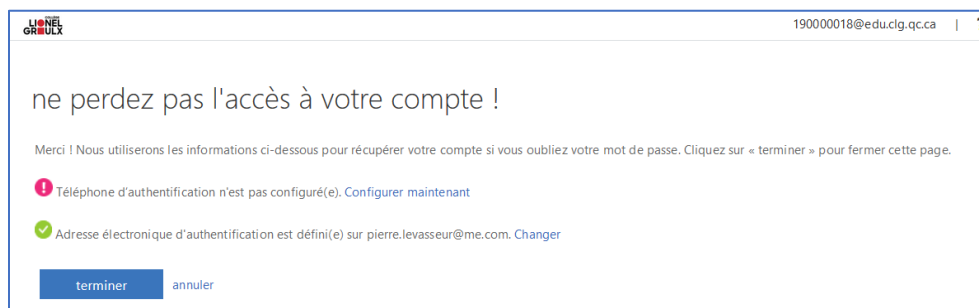 COLLÈGE
LIONEL
GROULX
190000018@edu.clg.qc.ca |
ne perdez pas l'accès à votre compte !
Merci ! Nous utiliserons les informations ci-dessous pour récupérer votre compte si vous oubliez votre mot de passe. Cliquez sur « terminer » pour fermer cette page.
Téléphone d'authentification n'est pas configuré(e). Configurer maintenant
Adresse électronique d'authentification est défini(e) sur pierre.levasseur@me.com. Changer
terminer annuler